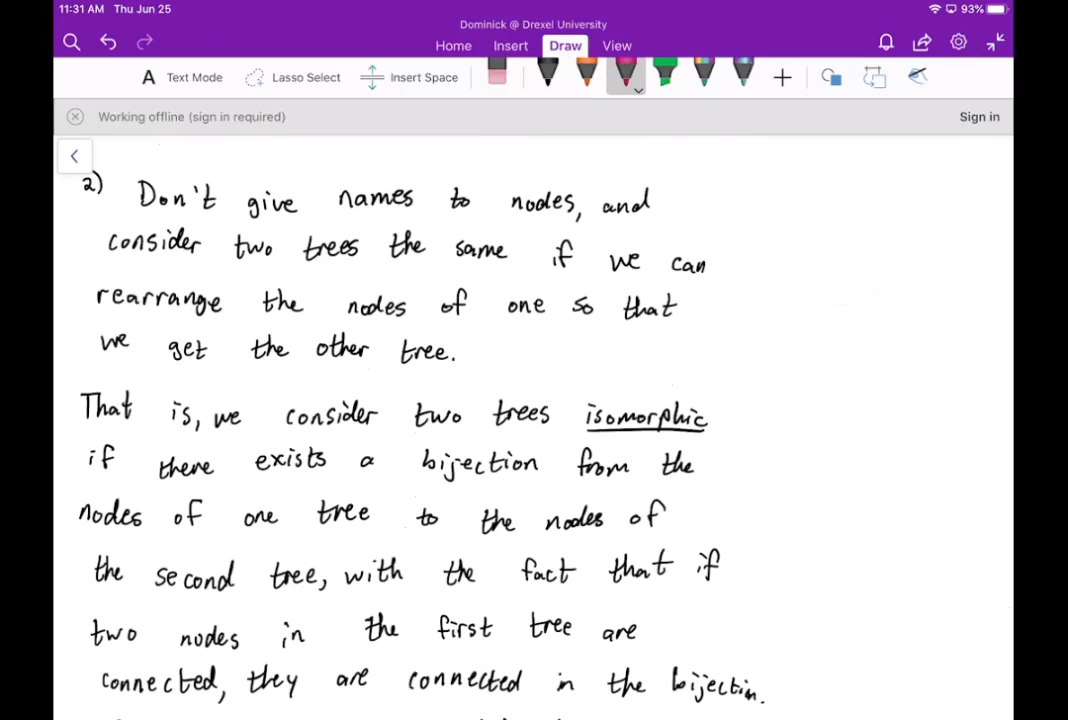 11:31 AM Thu Jun 25 93%
Dominick @ Drexel University
Home Insert Draw View
Text Mode Lasso Select Insert Space
Working offline (sign in required) Sign in
2) Don't give names to nodes, and
consider two trees the same if we can
rearrange the nodes of one so that
we get the other tree.
That is, we consider two trees isomorphic
if there exists a bijection from the
nodes of one tree to the nodes of
the second tree, with the fact that if
two nodes in the first tree are
connected, they are connected in the bijection.